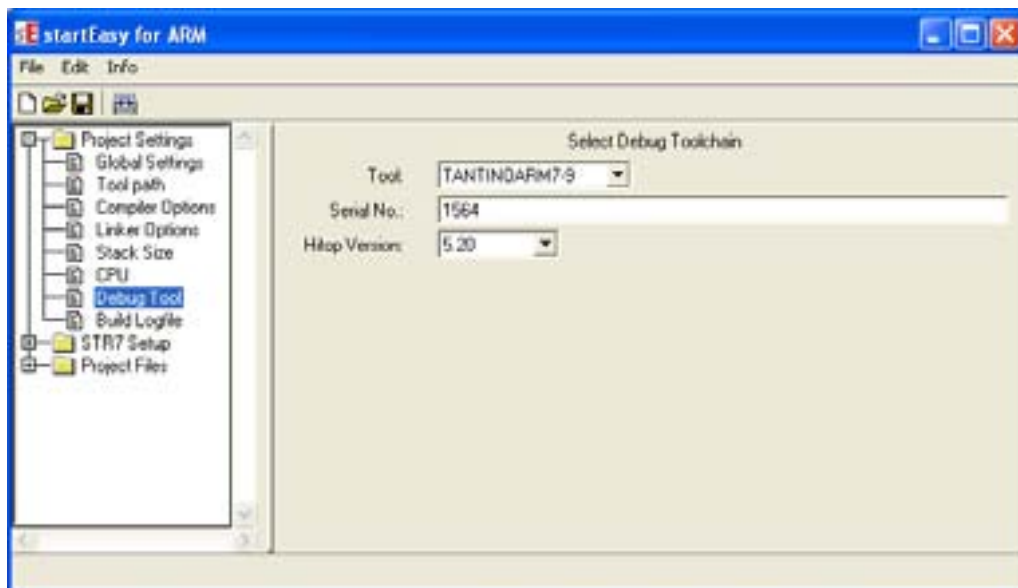 startEasy for ARM
File Edit Info
Project Settings
Global Settings
Tool path
Compiler Options
Linker Options
Stack Size
CPU
Debug Tool
Build Logfile
STR7 Setup
Project Files
Select Debug Toolchain
Tool: TANTINOARM7-9
Serial No.: 1564
Hitop Version: 5.20